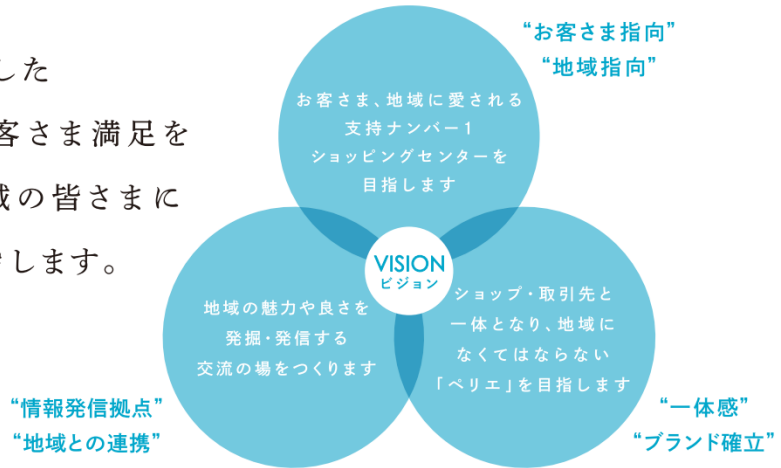 した
客さま満足を
域の皆さまに
します。
“お客さま指向”
“地域指向”
お客さま、地域に愛される
支持ナンバー1
ショッピングセンターを
目指します
VISION
ビジョン
地域の魅力や良さを
発掘・発信する
交流の場をつくります
ショップ・取引先と
一体となり、地域に
なくてはならない
「ペリエ」を目指します
“情報発信拠点”
“地域との連携”
“一体感”
“ブランド確立”